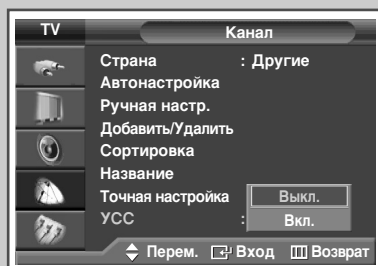 TV
Канал
Страна : Другие
Автонастройка
Ручная настр.
Добавить/Удалить
Сортировка
Название
Точная настройка Выкл.
УСС : Вкл.
Перем. Вход Возврат